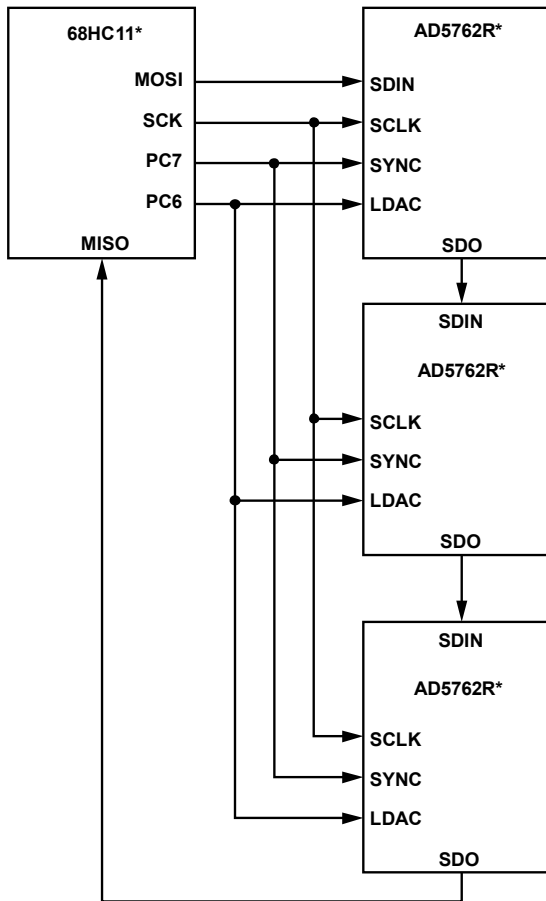 68HC11*
MOSI
SCK
PC7
PC6
MISO
AD5762R*
SDIN
SCLK
SYNC
LDAC
SDO
SDIN
AD5762R*
SCLK
SYNC
LDAC
SDO
SDIN
AD5762R*
SCLK
SYNC
LDAC
SDO